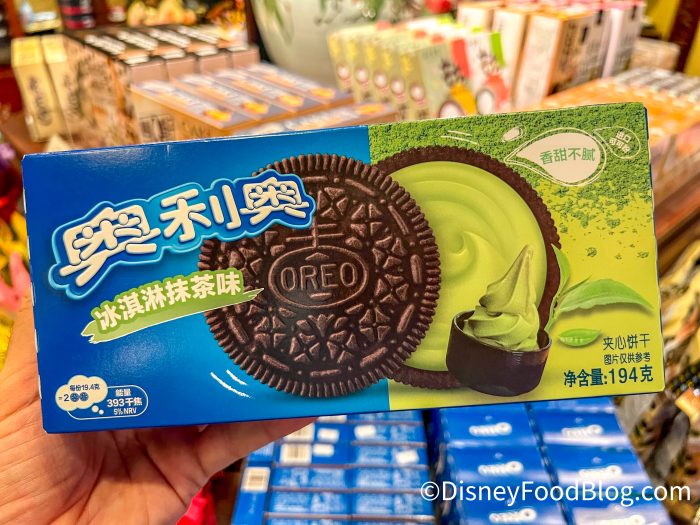 奥利奥
冰淇淋抹茶味
OREO
香甜不腻
夹心饼干
图片仅供参考
净含量:194克
每份19.4克
=2
能量
393千焦
5% NRV
©DisneyFoodBlog.com